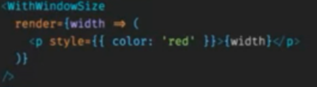 <WithWindowSize
render={width => (
<p style={{ color: 'red' }}>{width}</p>
)}
/>